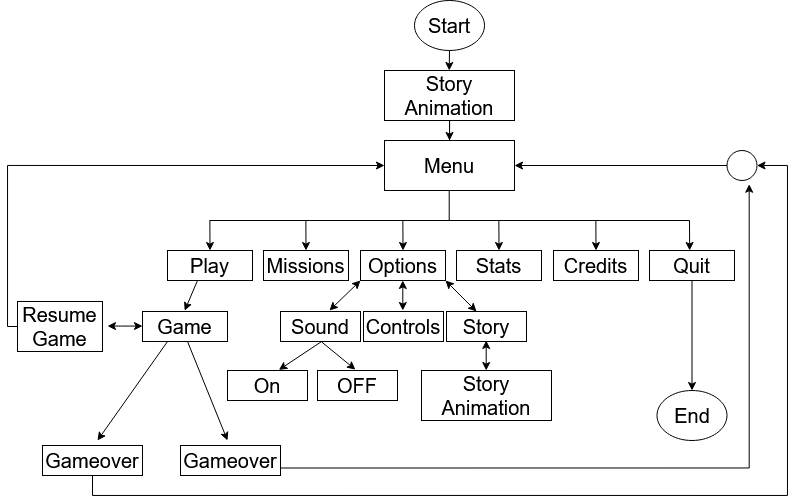 Start
Story
Animation
Menu
Play
Missions
Options
Stats
Credits
Quit
Resume
Game
Game
Sound
Controls
Story
On
OFF
Story
Animation
End
Gameover
Gameover